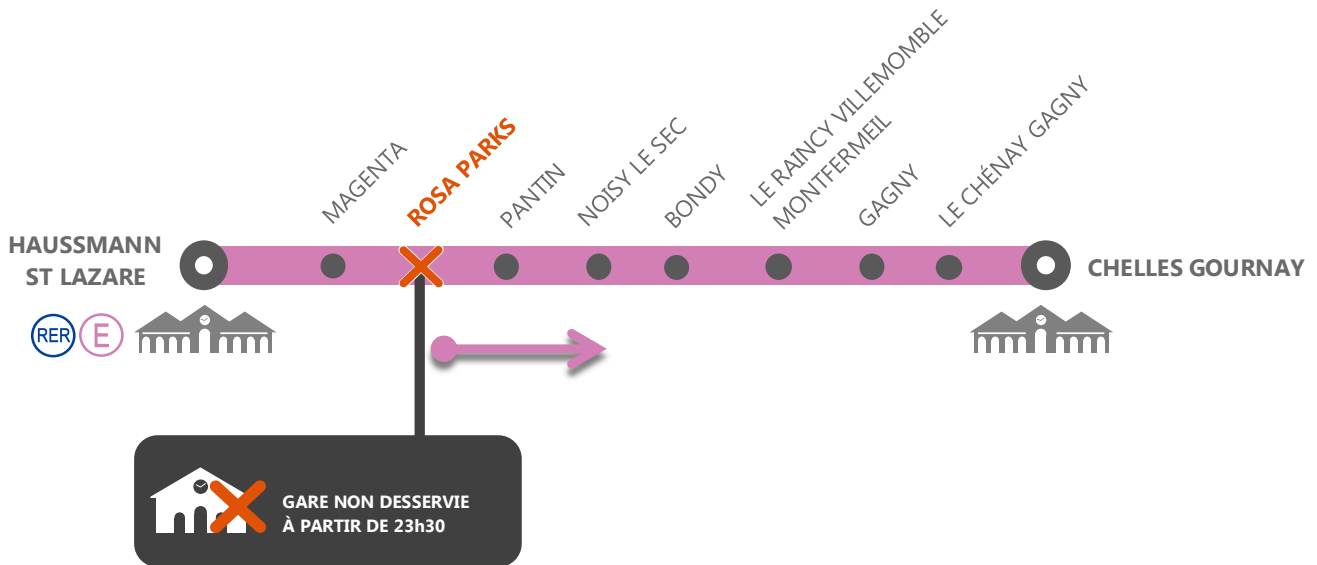 HAUSSMANN
ST LAZARE
RER E
MAGENTA
ROSA PARKS
PANTIN
NOISY LE SEC
BONDY
LE RAINCY VILLEMOMBLE
MONTFERMEIL
GAGNY
LE CHÉNAY GAGNY
CHELLES GOURNAY
GARE NON DESSERVIE
À PARTIR DE 23h30